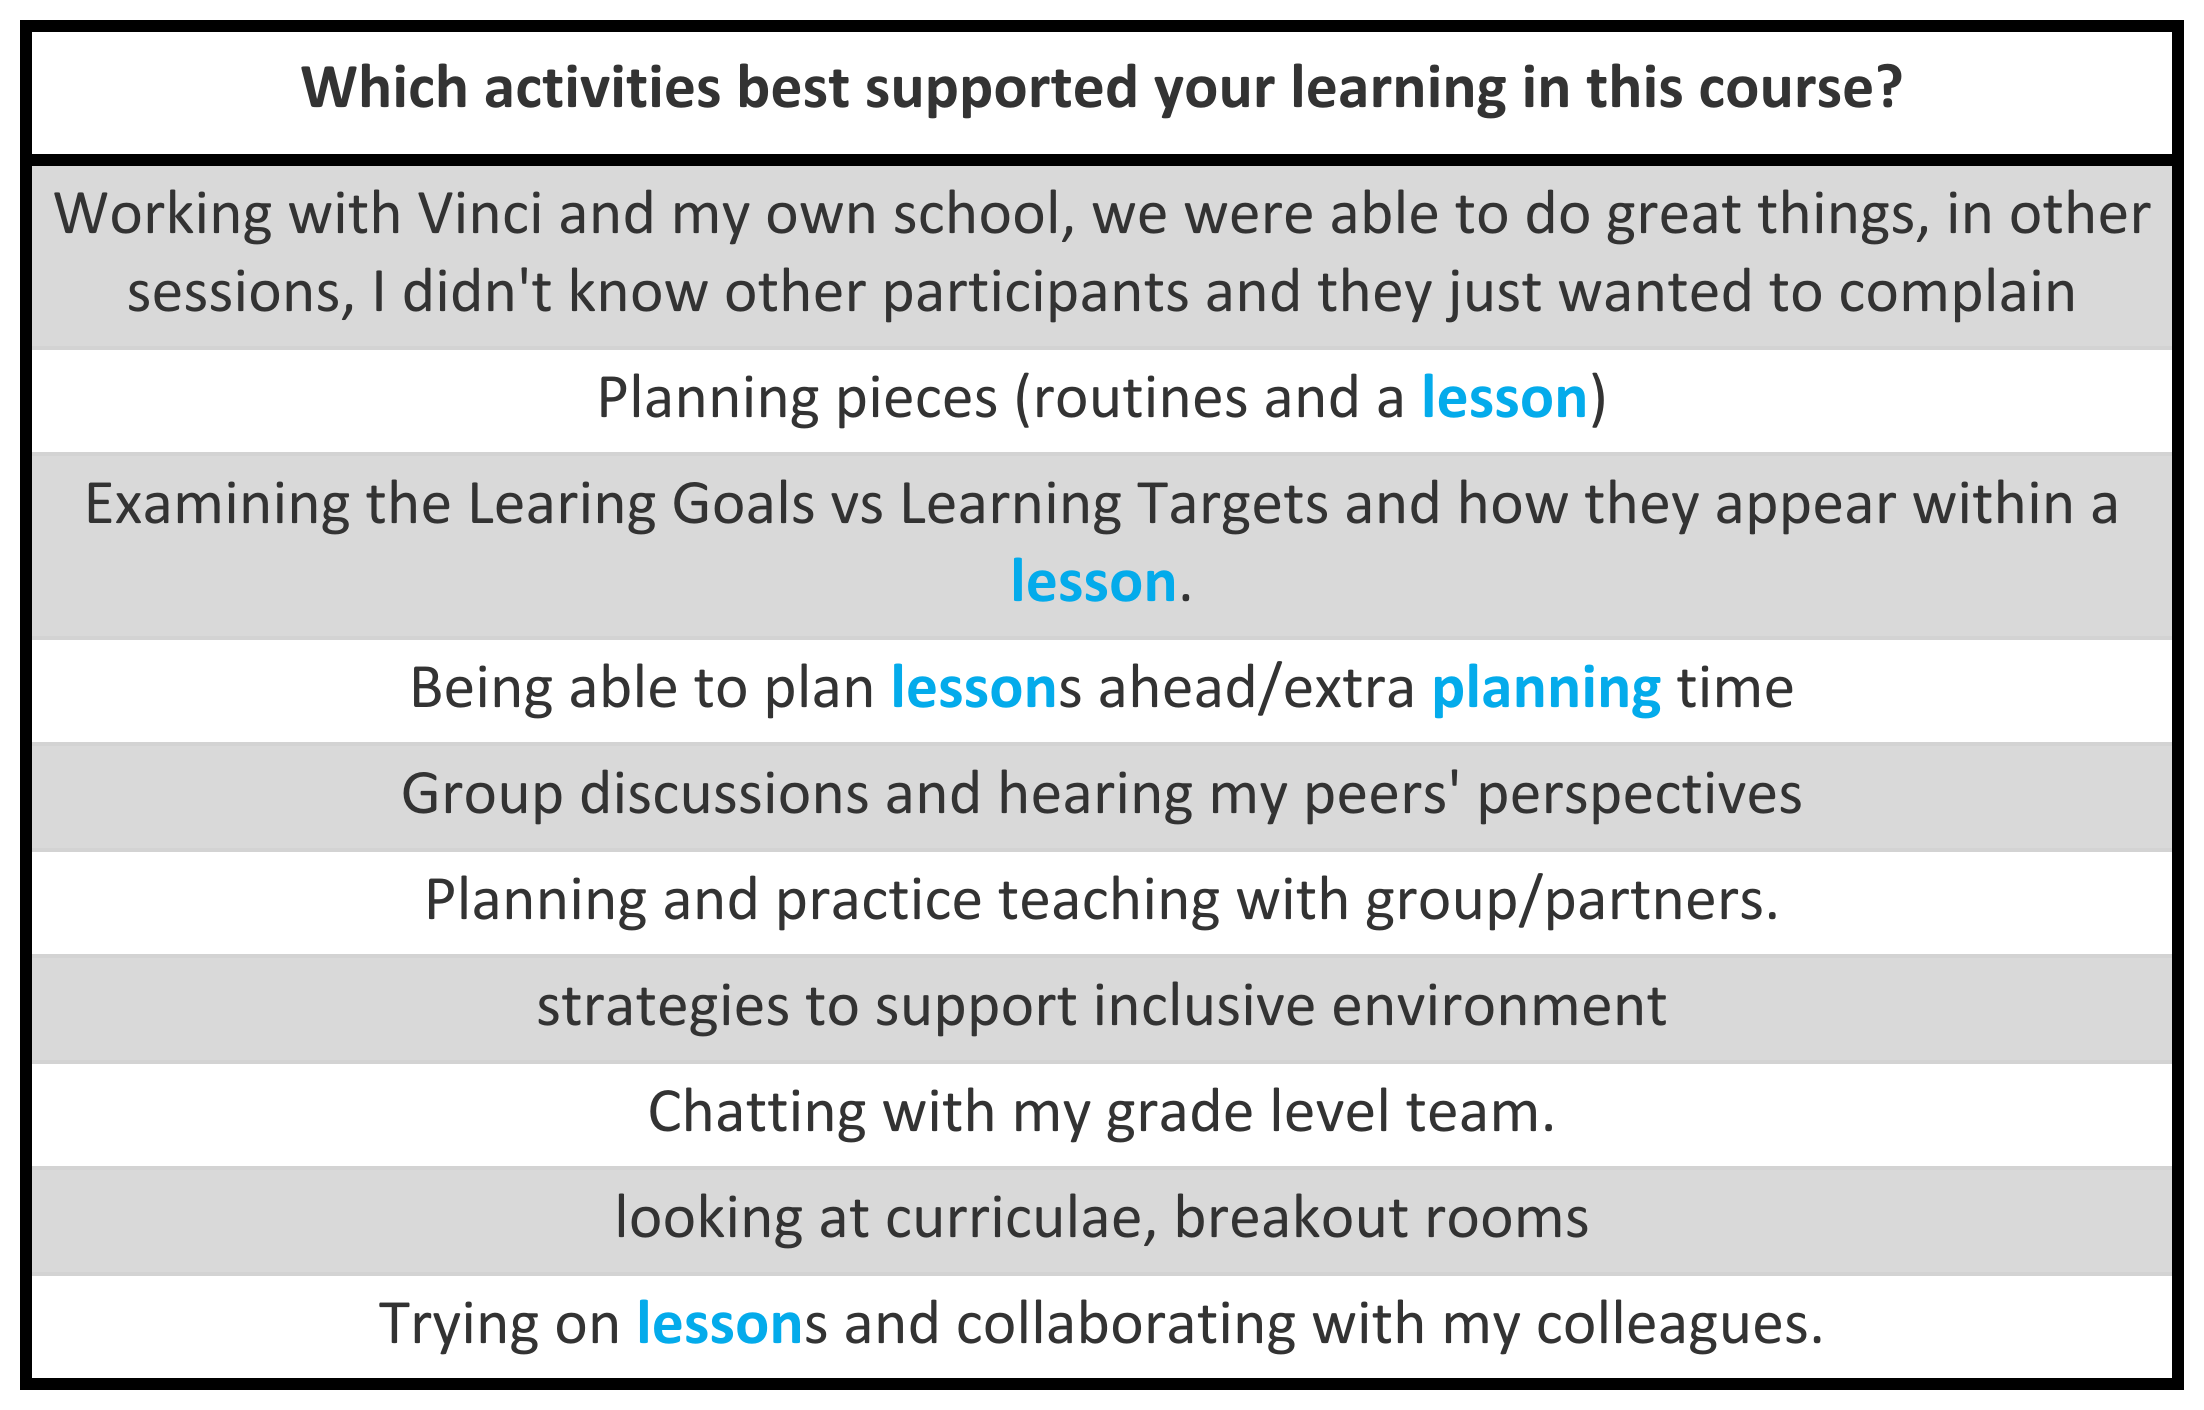 Which activities best supported your learning in this course?
Working with Vinci and my own school, we were able to do great things, in other
sessions, I didn't know other participants and they just wanted to complain
Planning pieces (routines and a lesson)
Examining the Learing Goals vs Learning Targets and how they appear within a
lesson.
Being able to plan lessons ahead/extra planning time
Group discussions and hearing my peers' perspectives
Planning and practice teaching with group/partners.
strategies to support inclusive environment
Chatting with my grade level team.
looking at curriculae, breakout rooms
Trying on lessons and collaborating with my colleagues.